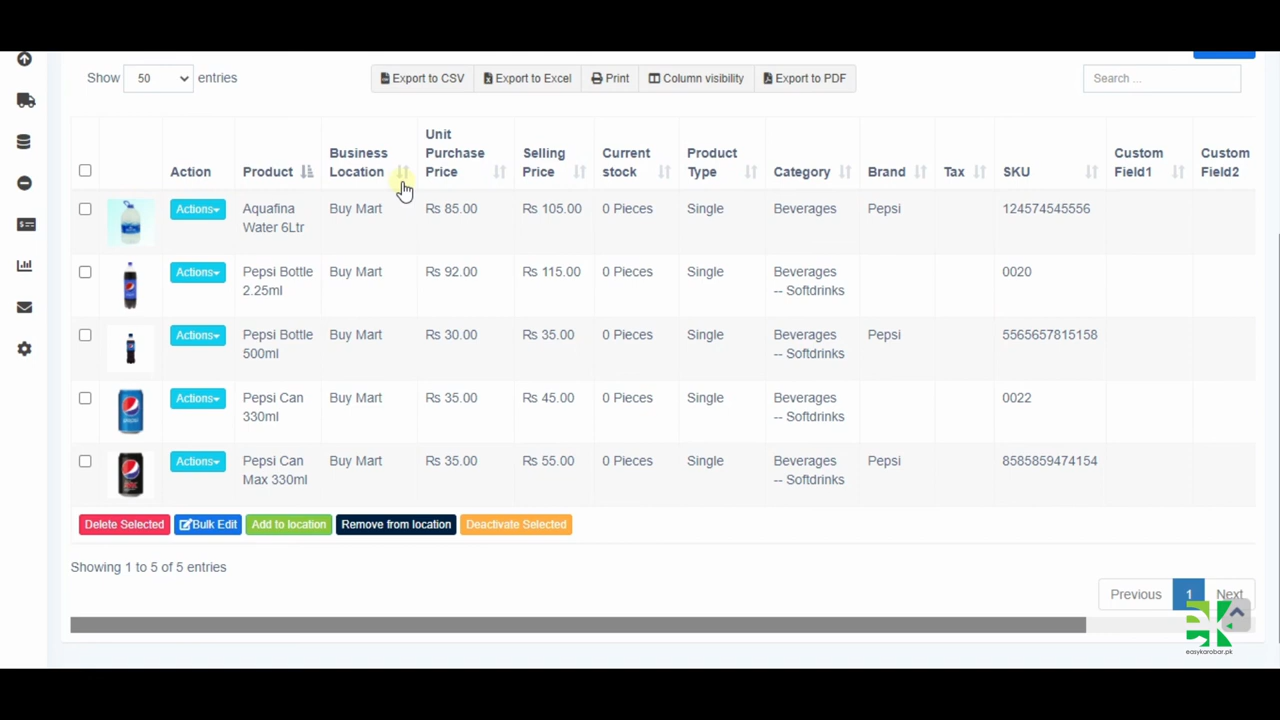 Show 50 entries
Export to CSV Export to Excel Print Column visibility Export to PDF
Search ...
Action Product Business Location Unit Purchase Price Selling Price Current stock Product Type Category Brand Tax SKU Custom Field1 Custom Field2
Actions Aquafina Water 6Ltr Buy Mart Rs 85.00 Rs 105.00 0 Pieces Single Beverages Pepsi 124574545556
Actions Pepsi Bottle 2.25ml Buy Mart Rs 92.00 Rs 115.00 0 Pieces Single Beverages -- Softdrinks 0020
Actions Pepsi Bottle 500ml Buy Mart Rs 30.00 Rs 35.00 0 Pieces Single Beverages -- Softdrinks Pepsi 5565657815158
Actions Pepsi Can 330ml Buy Mart Rs 35.00 Rs 45.00 0 Pieces Single Beverages -- Softdrinks 0022
Actions Pepsi Can Max 330ml Buy Mart Rs 35.00 Rs 55.00 0 Pieces Single Beverages -- Softdrinks Pepsi 8585859474154
Delete Selected Bulk Edit Add to location Remove from location Deactivate Selected
Showing 1 to 5 of 5 entries
Previous 1 Next
easykarobar.pk